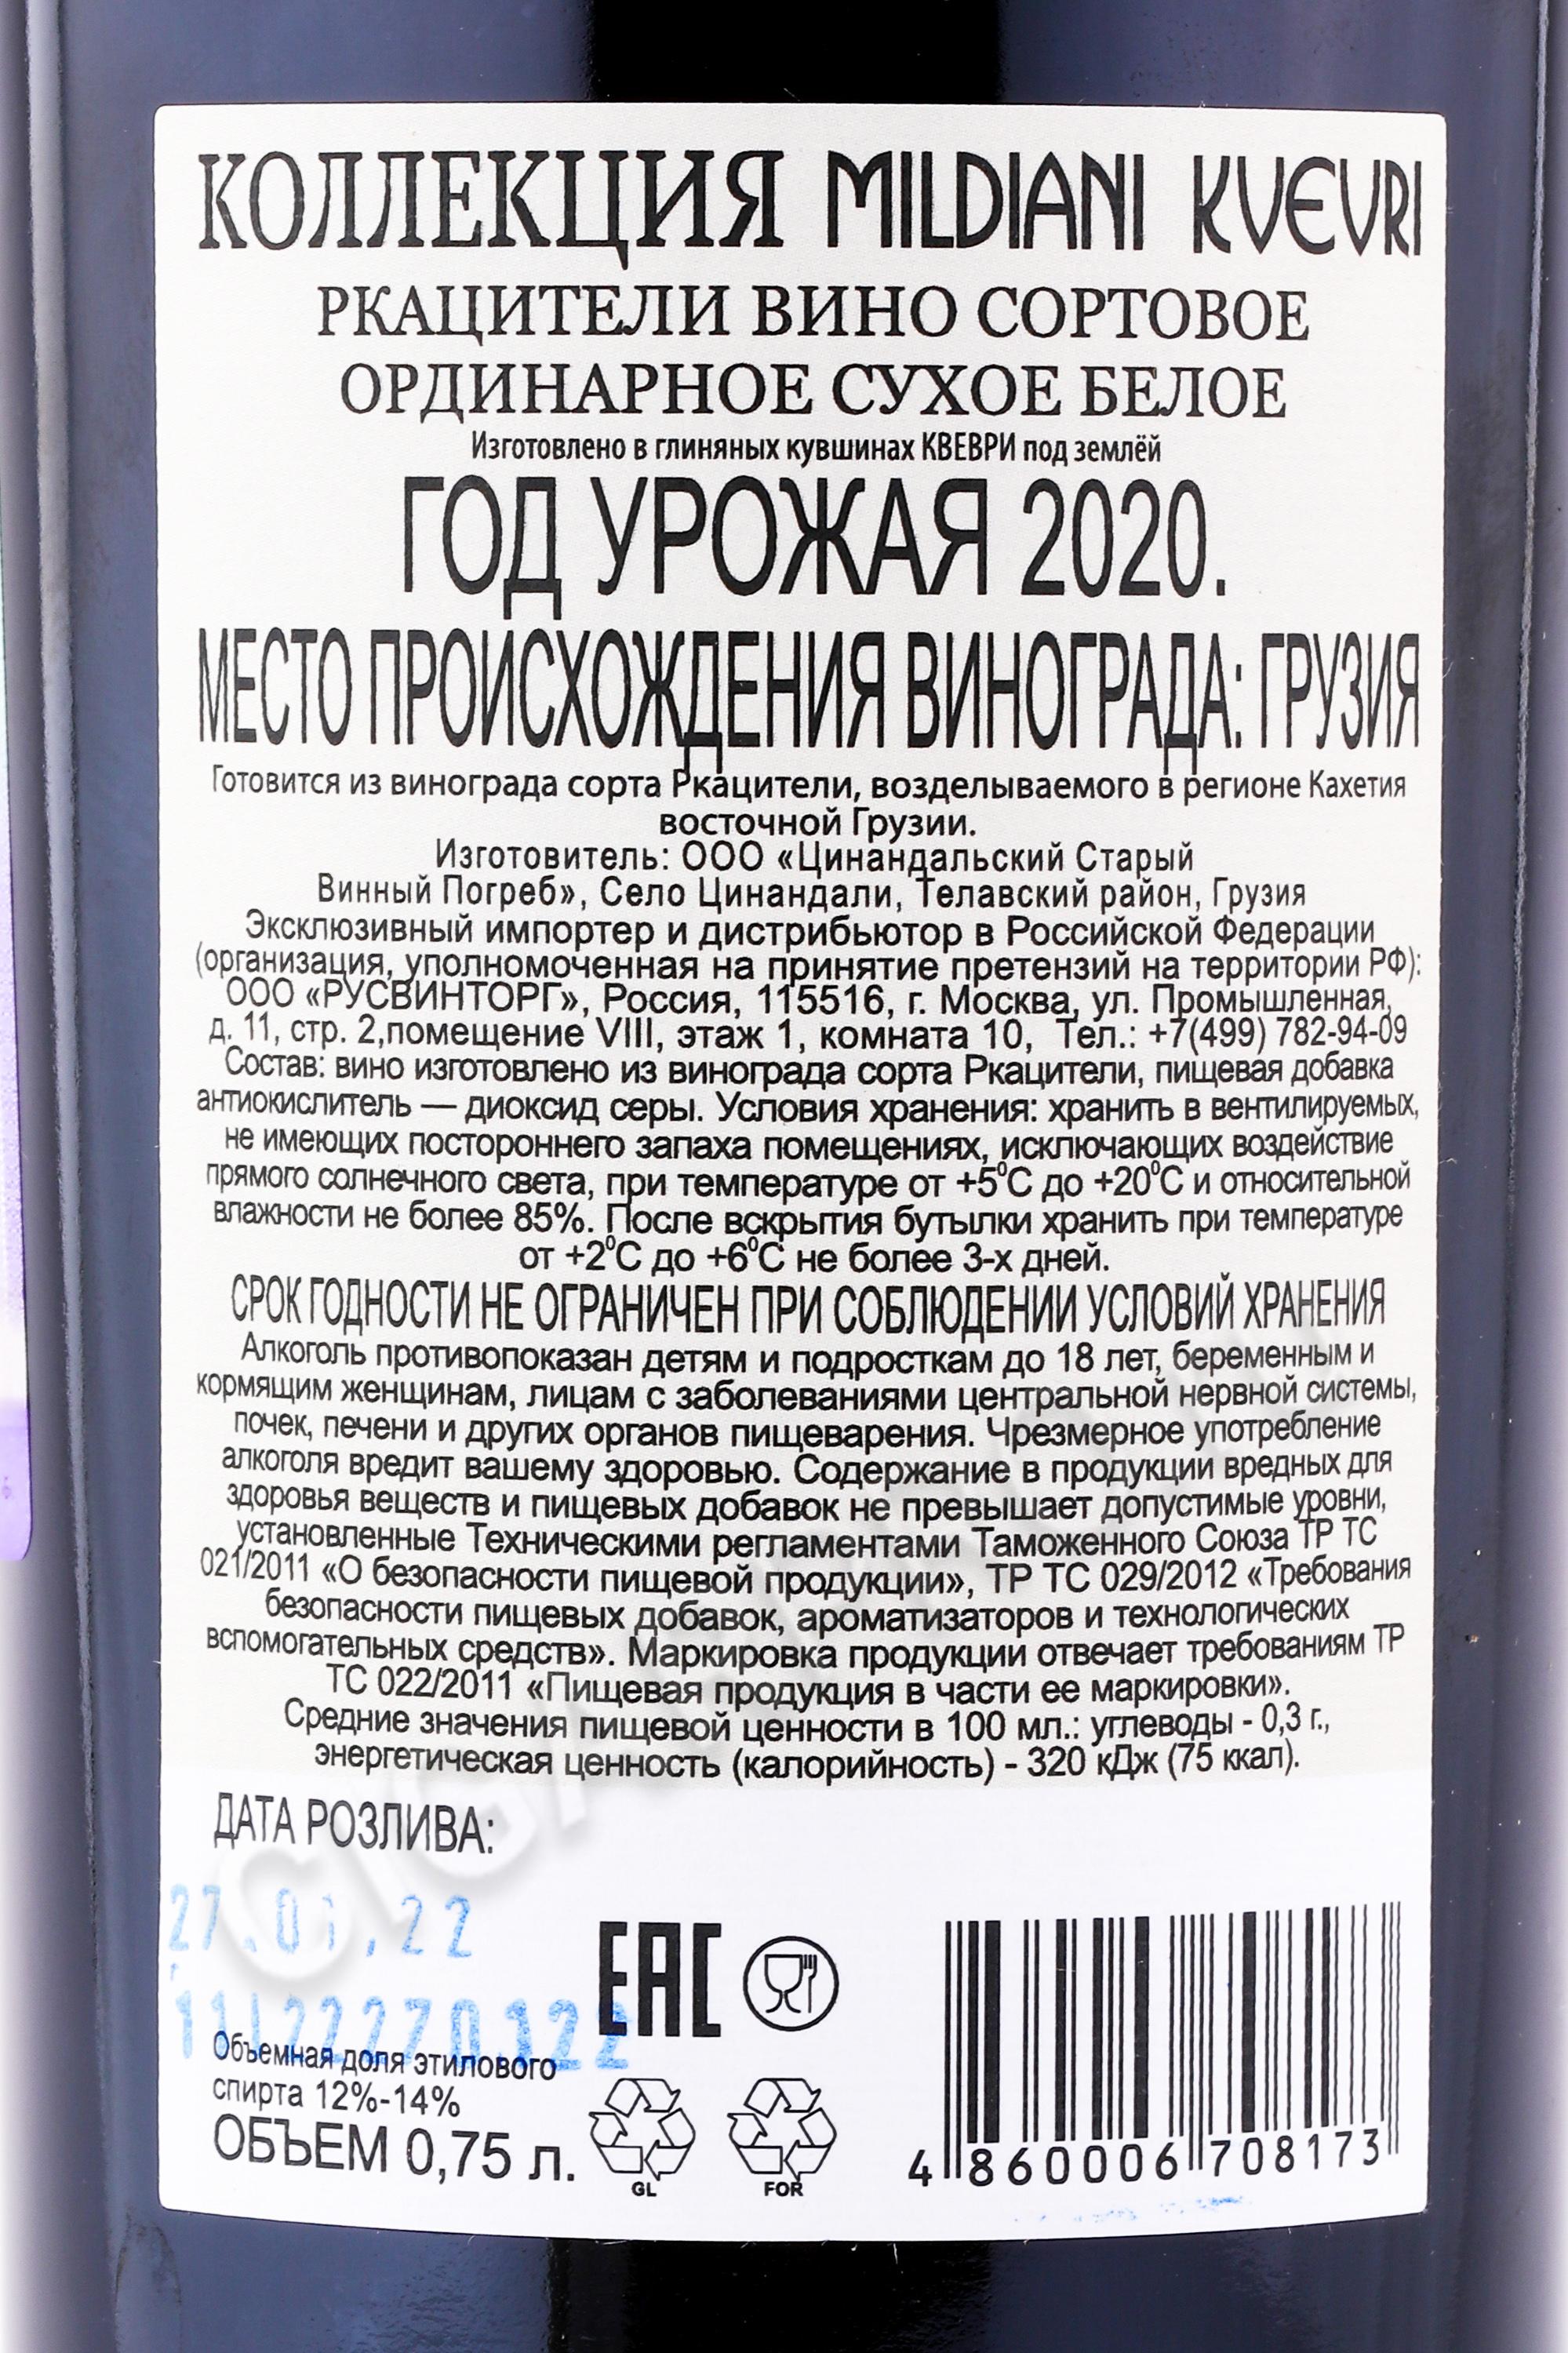 КОЛЛЕКЦИЯ MILDIANI KVEVRI
РКАЦИТЕЛИ ВИНО СОРТОВОЕ
ОРДИНАРНОЕ СУХОЕ БЕЛОЕ
Изготовлено в глиняных кувшинах КВЕВРИ под землёй
ГОД УРОЖАЯ 2020.
МЕСТО ПРОИСХОЖДЕНИЯ ВИНОГРАДА: ГРУЗИЯ
Готовится из винограда сорта Ркацители, возделываемого в регионе Кахетия
восточной Грузии.
Изготовитель: ООО «Цинандальский Старый
Винный Погреб», Село Цинандали, Телавский район, Грузия
Эксклюзивный импортер и дистрибьютор в Российской Федерации
(организация, уполномоченная на принятие претензий на территории РФ):
ООО «РУСВИНТОРГ», Россия, 115516, г. Москва, ул. Промышленная,
д. 11, стр. 2,помещение VIII, этаж 1, комната 10, Тел.: +7(499) 782-94-09
Состав: вино изготовлено из винограда сорта Ркацители, пищевая добавка
антиокислитель — диоксид серы. Условия хранения: хранить в вентилируемых,
не имеющих постороннего запаха помещениях, исключающих воздействие
прямого солнечного света, при температуре от +5⁰С до +20⁰С и относительной
влажности не более 85%. После вскрытия бутылки хранить при температуре
от +2⁰С до +6⁰С не более 3-х дней.
СРОК ГОДНОСТИ НЕ ОГРАНИЧЕН ПРИ СОБЛЮДЕНИИ УСЛОВИЙ ХРАНЕНИЯ
Алкоголь противопоказан детям и подросткам до 18 лет, беременным и
кормящим женщинам, лицам с заболеваниями центральной нервной системы,
почек, печени и других органов пищеварения. Чрезмерное употребление
алкоголя вредит вашему здоровью. Содержание в продукции вредных для
здоровья веществ и пищевых добавок не превышает допустимые уровни,
установленные Техническими регламентами Таможенного Союза ТР ТС
021/2011 «О безопасности пищевой продукции», ТР ТС 029/2012 «Требования
безопасности пищевых добавок, ароматизаторов и технологических
вспомогательных средств». Маркировка продукции отвечает требованиям ТР
ТС 022/2011 «Пищевая продукция в части ее маркировки».
Средние значения пищевой ценности в 100 мл.: углеводы - 0,3 г.,
энергетическая ценность (калорийность) - 320 кДж (75 ккал).
ДАТА РОЗЛИВА:
27.01.22
EAC
Объемная доля этилового
спирта 12%-14%
ОБЪЕМ 0,75 л.
GL FOR
4 860006 708173